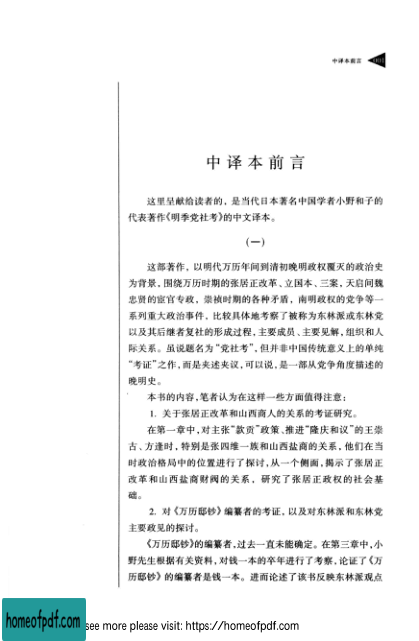 中译本前言
中译本前言
这里呈献给读者的，是当代日本著名中国学者小野和子的
代表著作《明季党社考》的中文译本。
(一)
这部著作，以明代万历年间到清初晚明政权覆灭的政治史
为背景，围绕万历时期的张居正改革、立国本、三案，天启间魏
忠贤的宦官专政，崇祯时期的各种矛盾，南明政权的党争等一
系列重大政治事件，比较具体地考察了被称为东林派或东林党
以及其后继者复社的形成过程，主要成员、主要见解，组织和人
际关系。虽说题名为“党社考”，但并非中国传统意义上的单纯
“考证”之作，而是夹述夹议，可以说，是一部从党争角度描述的
晚明史。
本书的内容，笔者认为在这样一些方面值得注意：
1. 关于张居正改革和山西商人的关系的考证研究。
在第一章中，对主张“款贡”政策、推进“隆庆和议”的王崇
古、方逢时，特别是张四维一族和山西盐商的关系，他们在当
时政治格局中的位置进行了探讨，从一个侧面，揭示了张居正
改革和山西盐商财阀的关系，研究了张居正政权的社会基
础。
2. 对《万历邸钞》编纂者的考证，以及对东林派和东林党
主要政见的探讨。
《万历邸钞》的编纂者，过去一直未能确定。在第三章中，小
野先生根据有关资料，对钱一本的卒年进行了考察，论证了《万
历邸钞》的编纂者是钱一本。进而论述了该书反映东林派观点
homeofpdf.com
see more please visit: https://homeofpdf.com